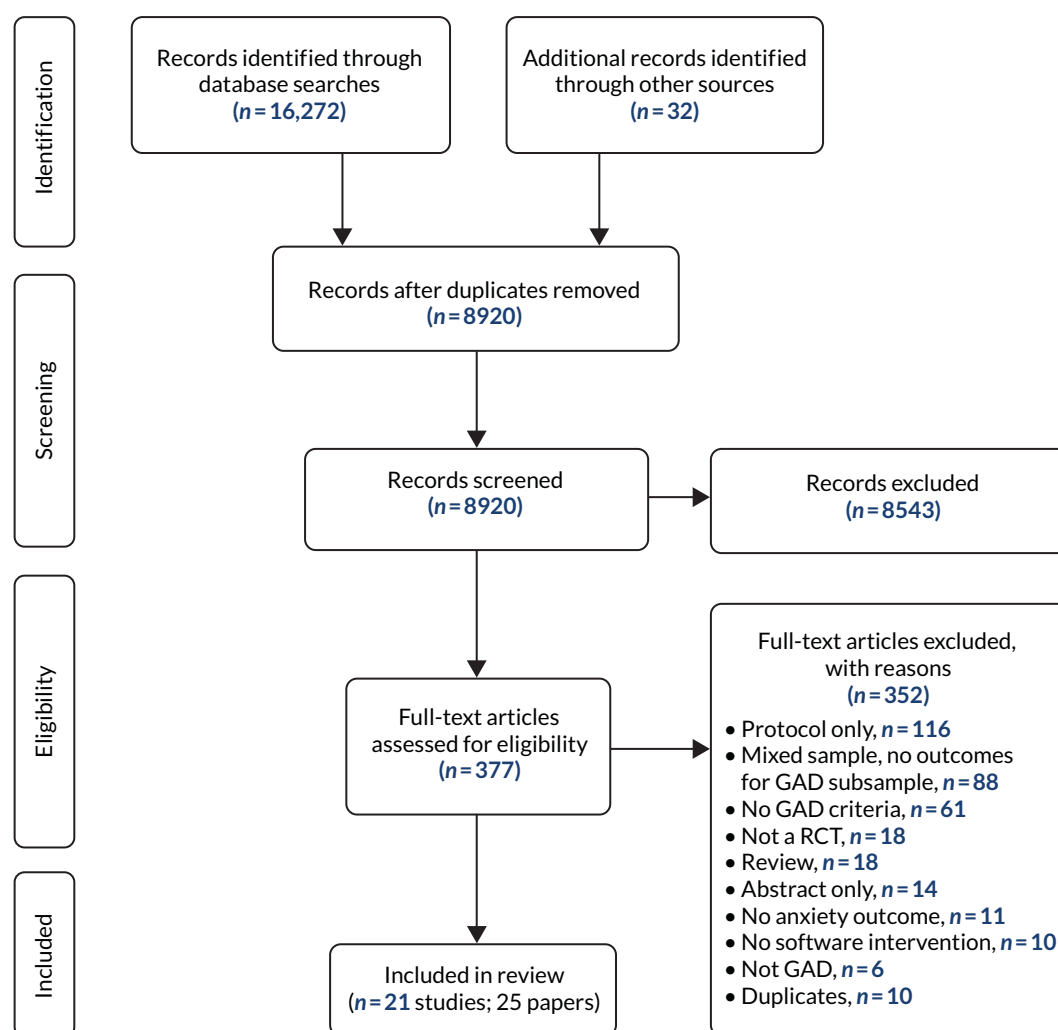 Identification
Records identified through
database searches
(n = 16,272)
Additional records identified
through other sources
(n = 32)
Records after duplicates removed
(n = 8920)
Screening
Records screened
(n = 8920)
Records excluded
(n = 8543)
Eligibility
Full-text articles
assessed for eligibility
(n = 377)
Full-text articles excluded,
with reasons
(n = 352)
• Protocol only, n = 116
• Mixed sample, no outcomes
for GAD subsample, n = 88
• No GAD criteria, n = 61
• Not a RCT, n = 18
• Review, n = 18
• Abstract only, n = 14
• No anxiety outcome, n = 11
• No software intervention, n = 10
• Not GAD, n = 6
• Duplicates, n = 10
Included
Included in review
(n = 21 studies; 25 papers)